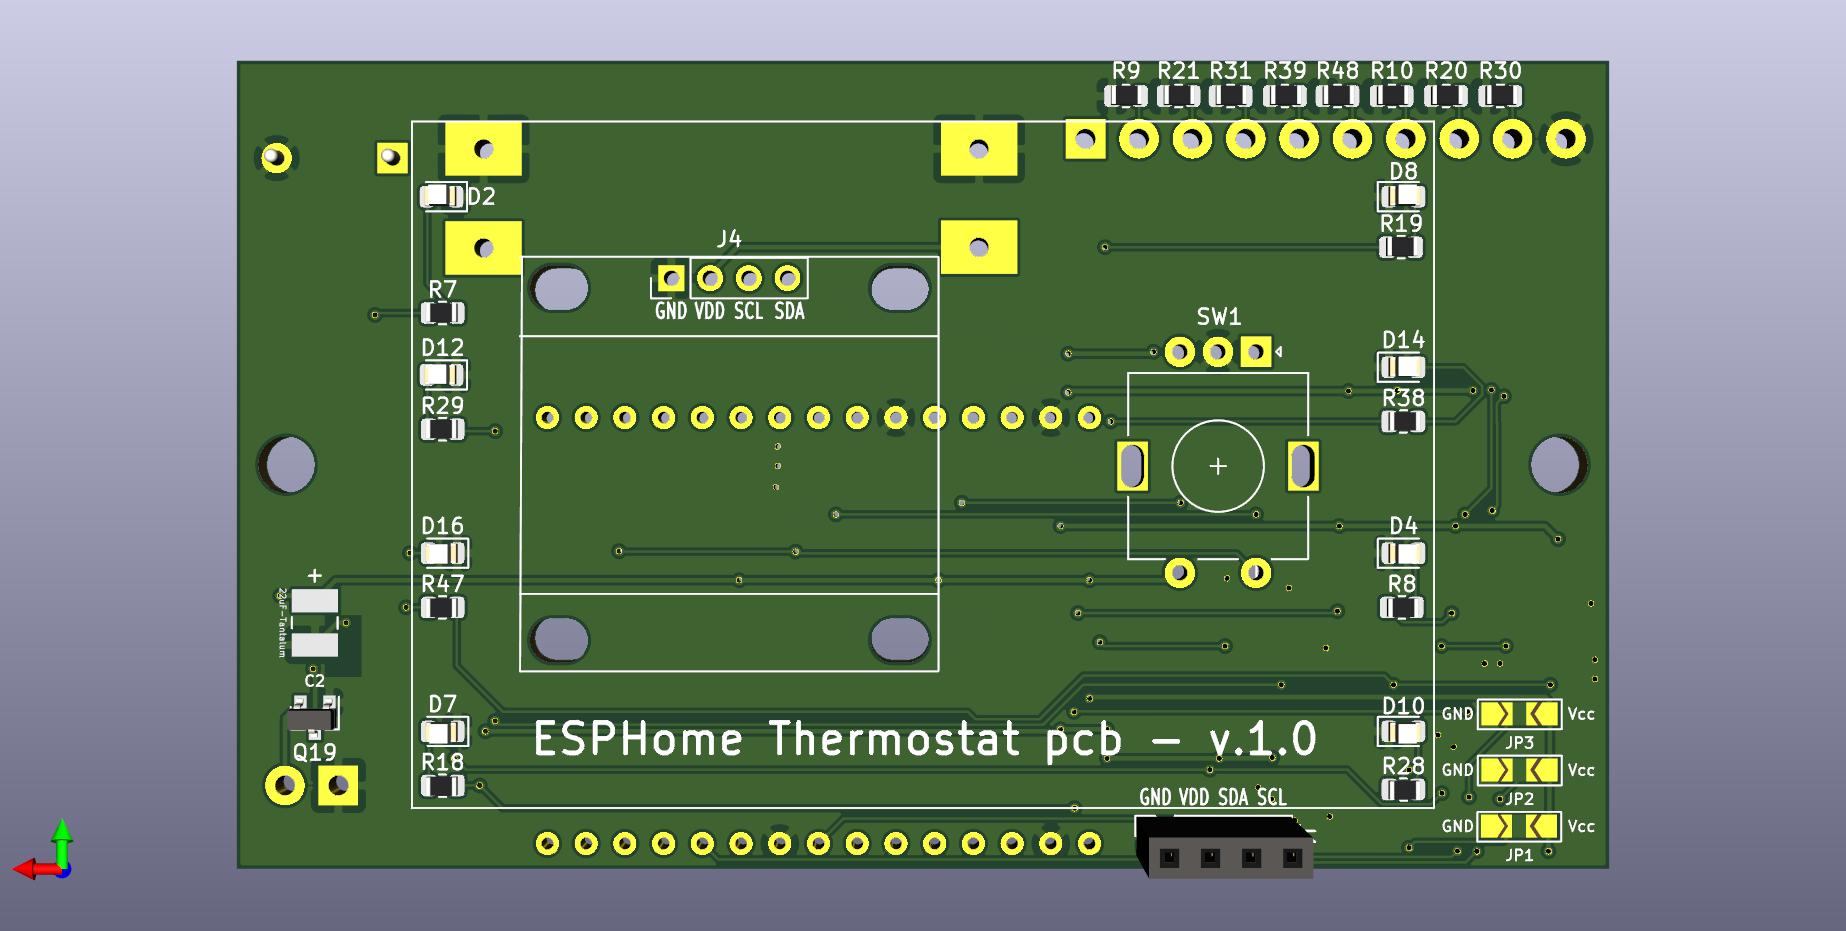 R9 R21 R31 R39 R48 R10 R20 R30
D2
D8
R19
J4
GND VDD SCL SDA
R7
SW1
D12
D14
R29
R38
D16
D4
+
R47
R8
22uF-Tantalum
C2
D7
D10
GND Vcc
JP3
Q19
ESPHome Thermostat pcb - v.1.0
R18
R28
GND Vcc
JP2
GND VDD SDA SCL
GND Vcc
JP1